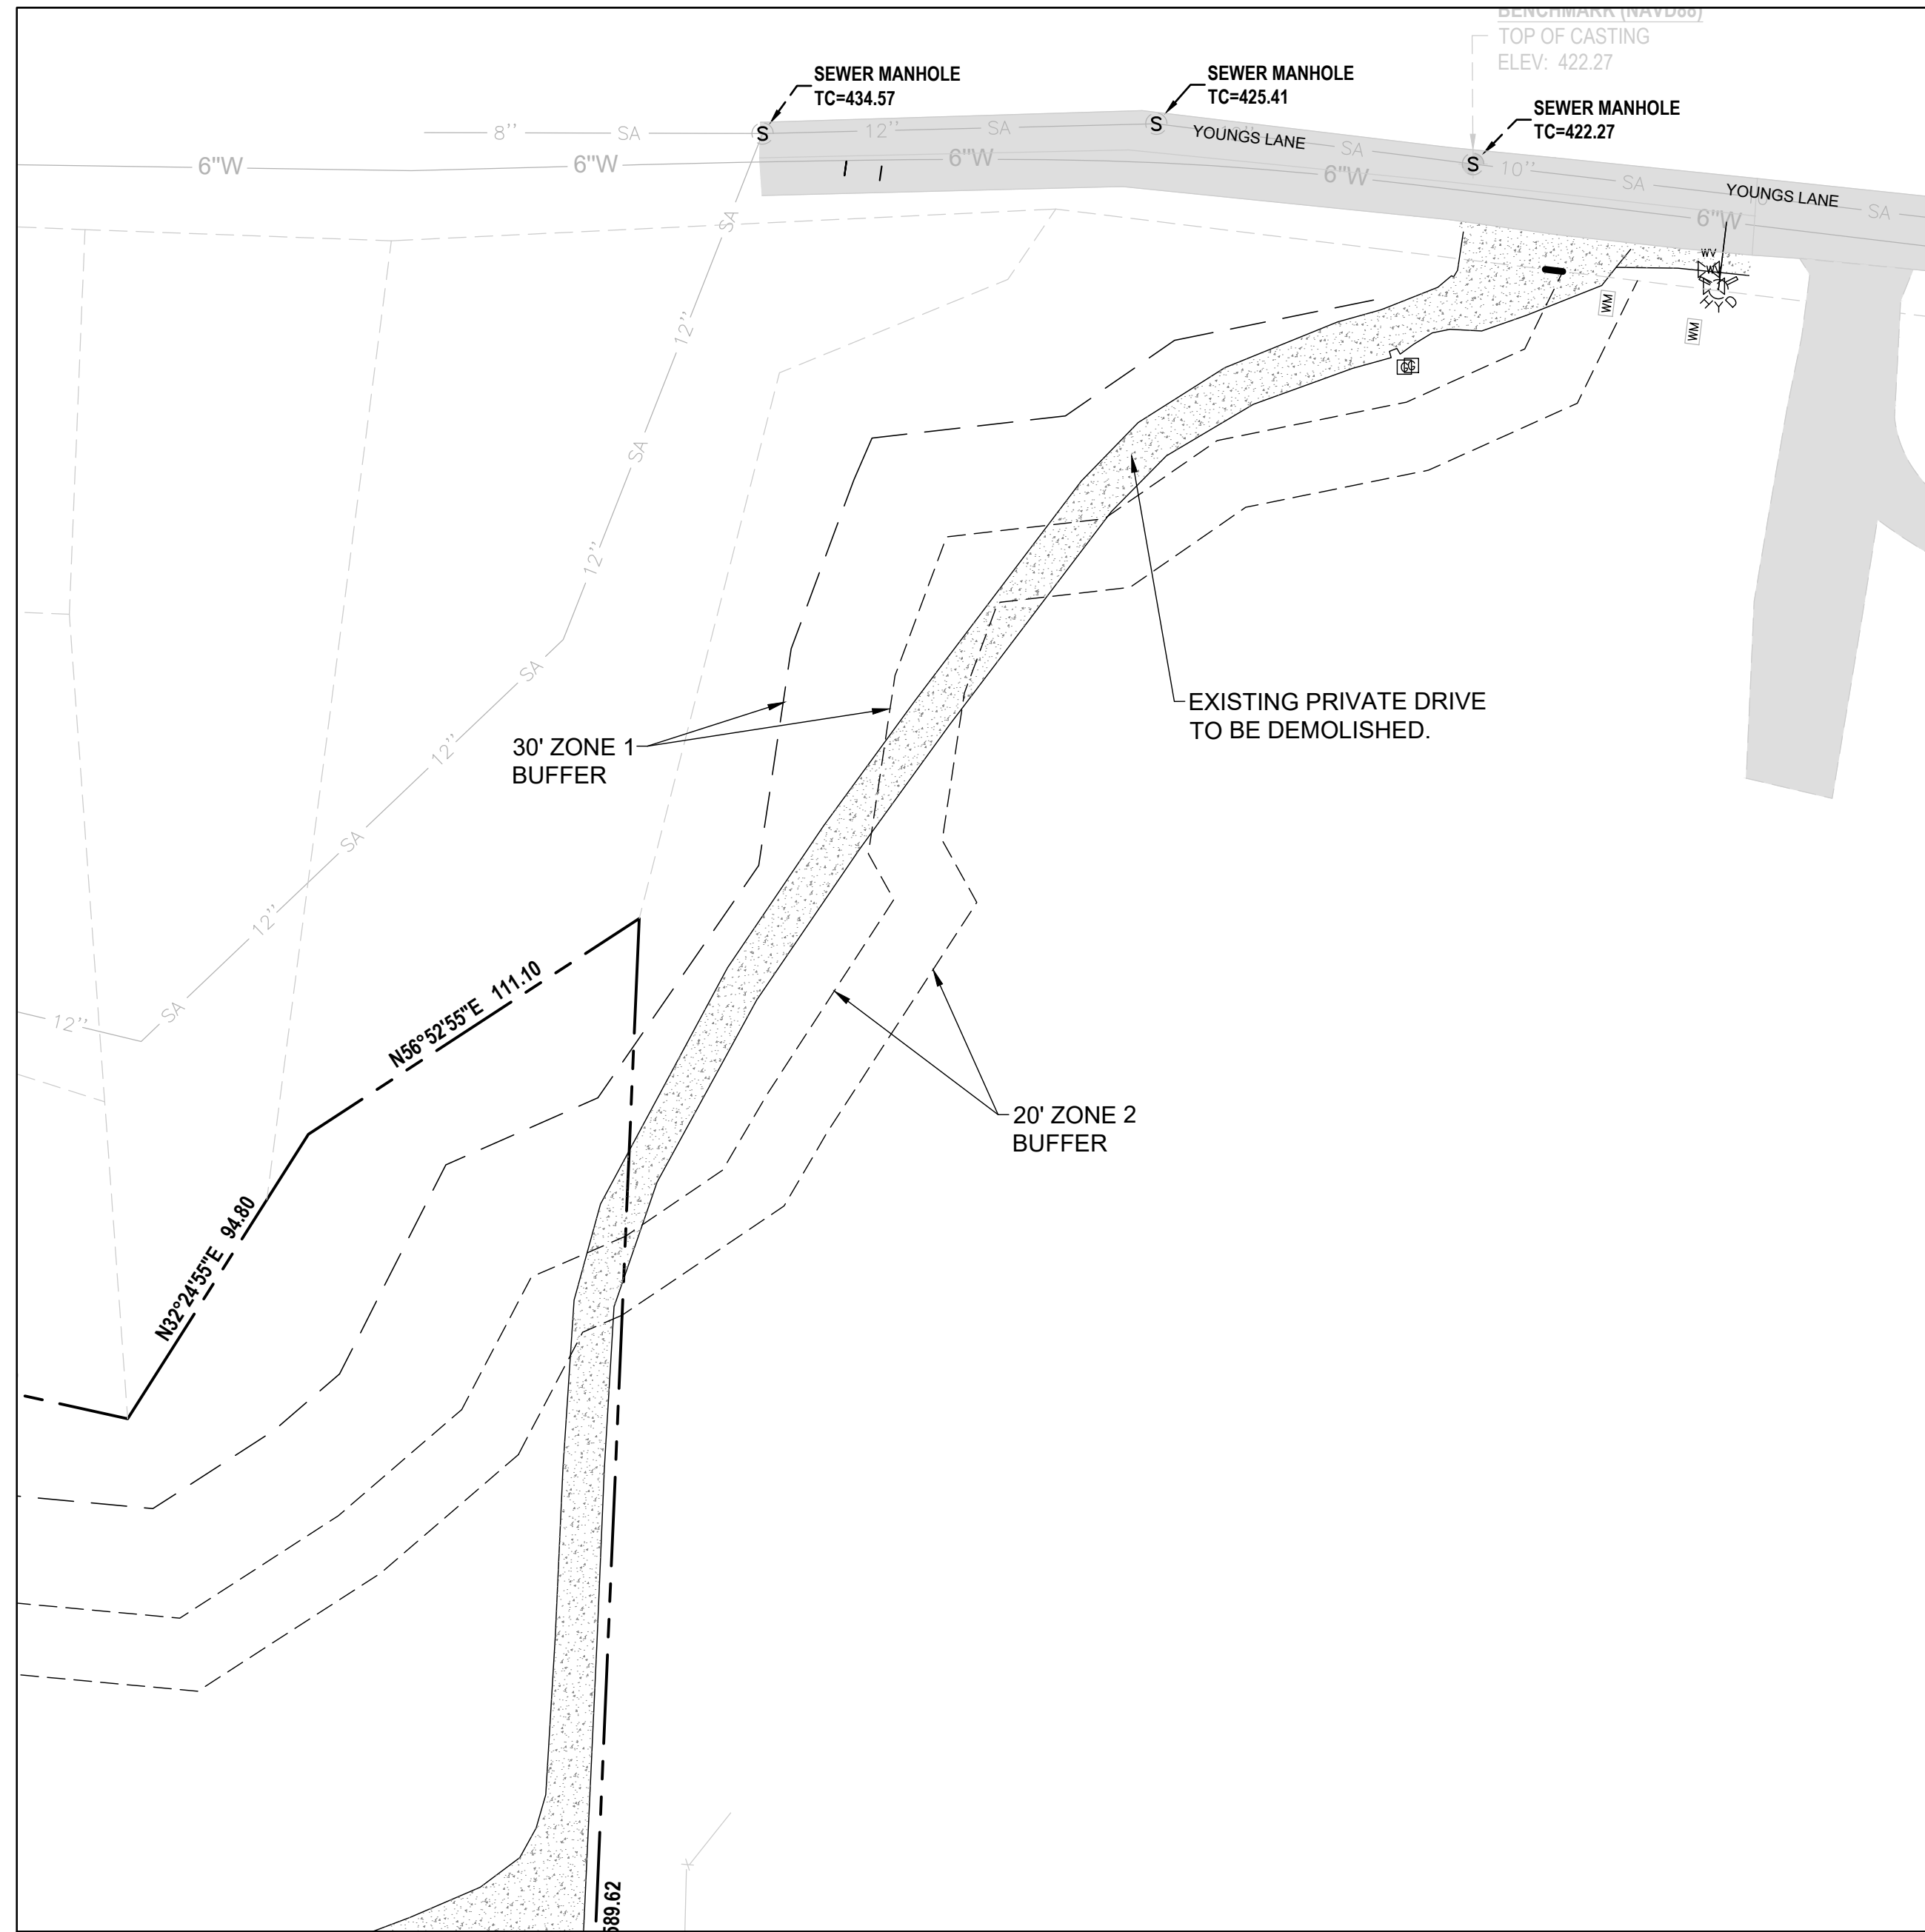 BENCHMARK (NAVD88)
TOP OF CASTING
ELEV: 422.27
SEWER MANHOLE
TC=434.57
SEWER MANHOLE
TC=425.41
SEWER MANHOLE
TC=422.27
8'' SA
12'' SA
YOUNGS LANE
SA
10'' SA
YOUNGS LANE
SA
6"W
6"W
6"W
6"W
6"W
SA
12''
SA
12''
SA
12''
SA
12''
SA
12''
WV
WV
HYD
WM
WM
G
G
EXISTING PRIVATE DRIVE
TO BE DEMOLISHED.
30' ZONE 1
BUFFER
N56°52'55"E 111.10
20' ZONE 2
BUFFER
N32°24'55"E 94.80
589.62